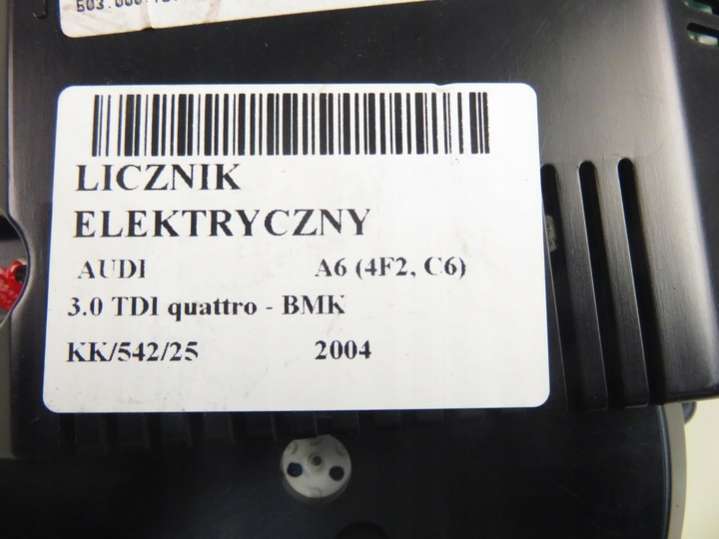 LICZNIK
ELEKTRYCZNY
AUDI A6 (4F2, C6)
3.0 TDI quattro - BMK
KK/542/25 2004